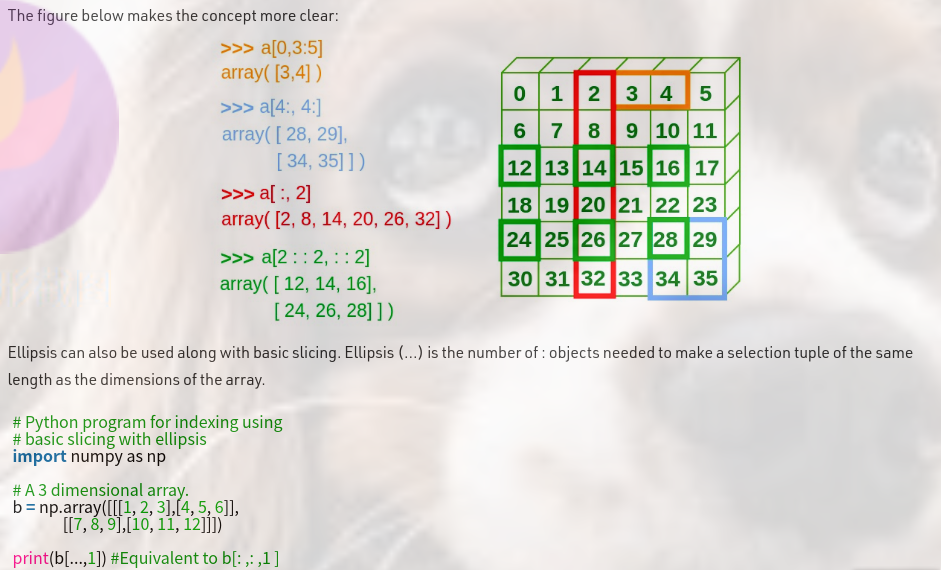 The figure below makes the concept more clear:
>>> a[0,3:5]
array( [3,4] )
>>> a[4:, 4:]
array( [ [ 28, 29],
[ 34, 35] ] )
>>> a[ :, 2]
array( [2, 8, 14, 20, 26, 32] )
>>> a[2 : : 2, : : 2]
array( [ [ 12, 14, 16],
[ 24, 26, 28] ] )
0 1 2 3 4 5
6 7 8 9 10 11
12 13 14 15 16 17
18 19 20 21 22 23
24 25 26 27 28 29
30 31 32 33 34 35
Ellipsis can also be used along with basic slicing. Ellipsis (...) is the number of : objects needed to make a selection tuple of the same
length as the dimensions of the array.
# Python program for indexing using
# basic slicing with ellipsis
import numpy as np
# A 3 dimensional array.
b = np.array([[[1, 2, 3],[4, 5, 6]],
[[7, 8, 9],[10, 11, 12]]])
print(b[...,1]) #Equivalent to b[: ,: ,1 ]